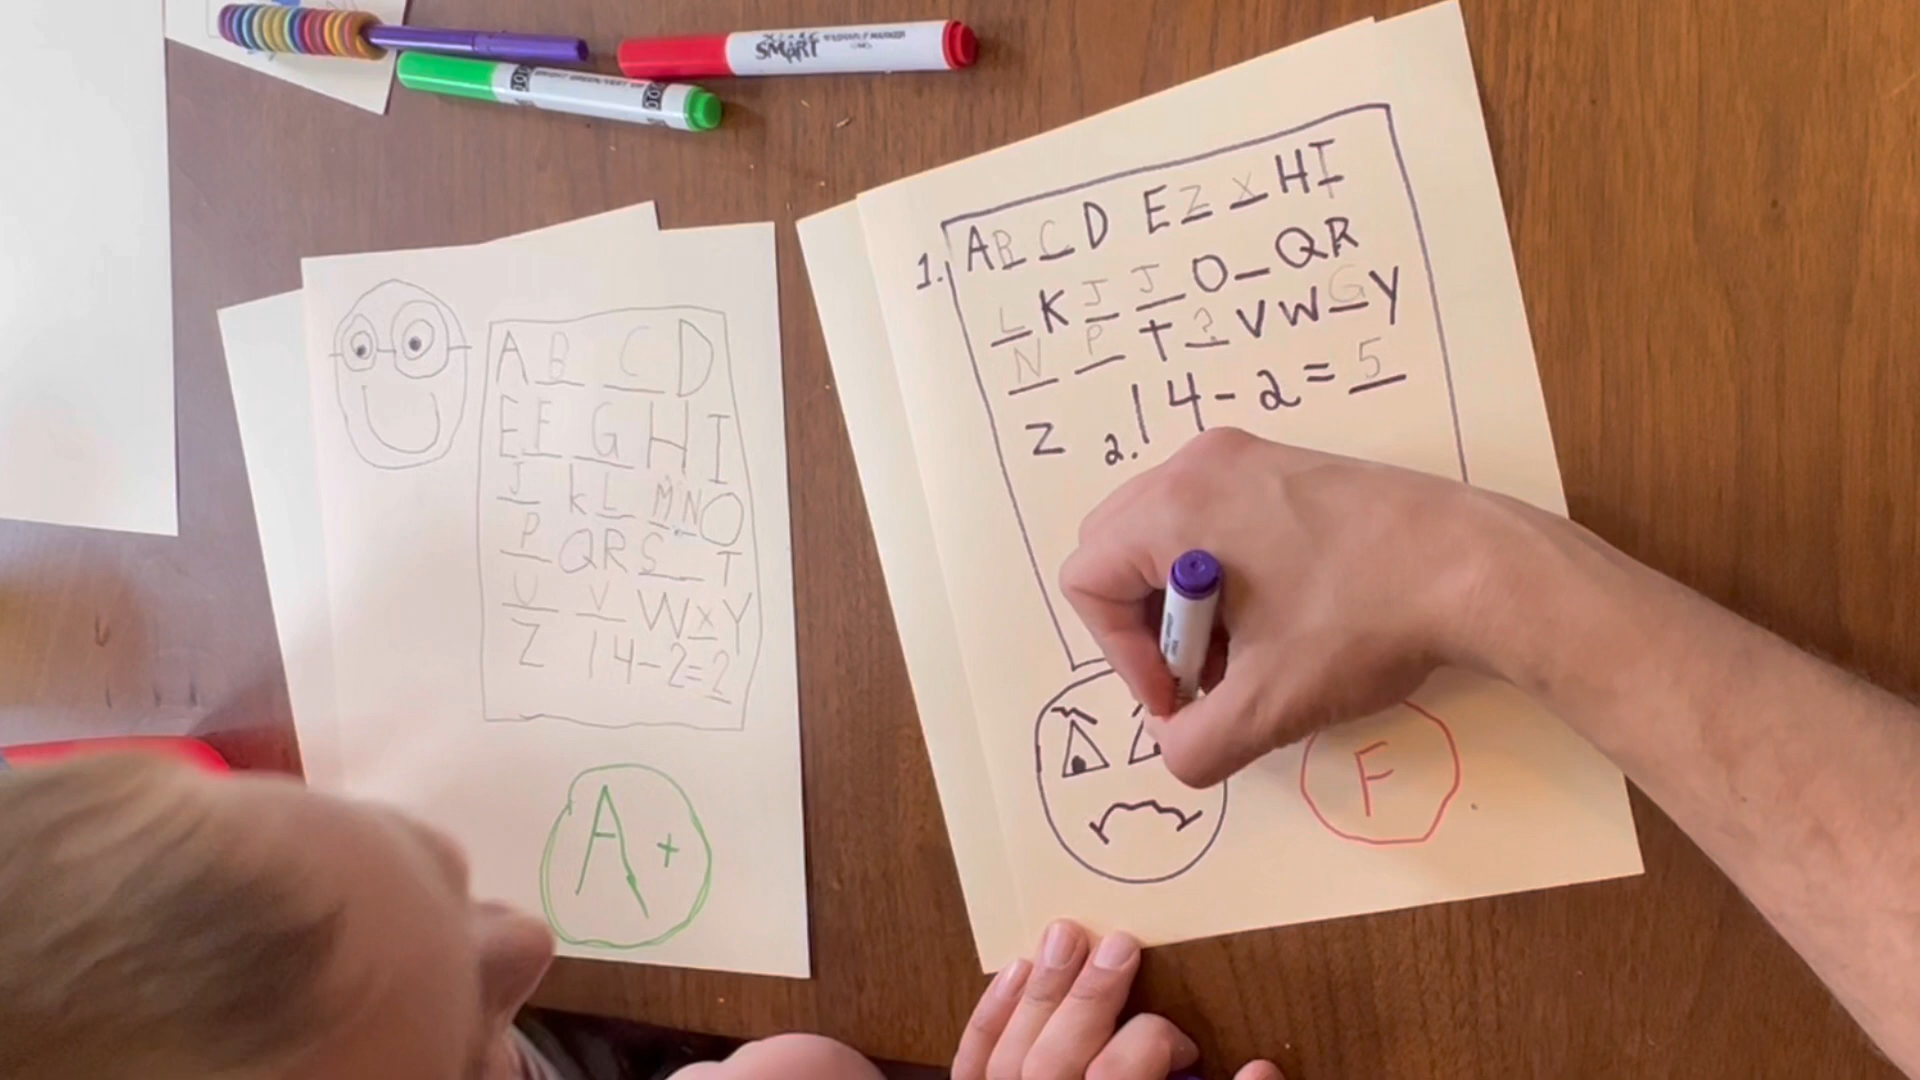 SMART
A B C D
E F G H I
J K L M N O
P Q R S T
U V W X Y
Z 14-2=2
A+
1. A B C D E Z X H I
L K J J O _ Q R
N P T ? V W G Y
Z 2. 14-2=5
F